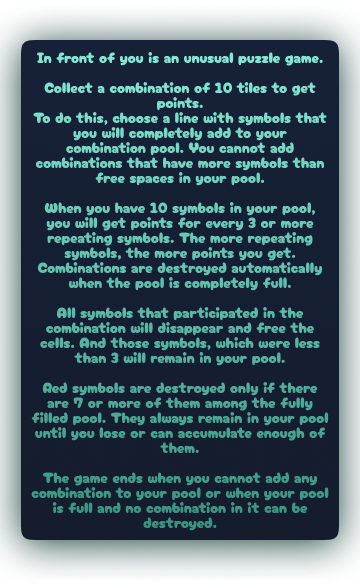 In front of you is an unusual puzzle game.
Collect a combination of 10 tiles to get
points.
To do this, choose a line with symbols that
you will completely add to your
combination pool. You cannot add
combinations that have more symbols than
free spaces in your pool.
When you have 10 symbols in your pool,
you will get points for every 3 or more
repeating symbols. The more repeating
symbols, the more points you get.
Combinations are destroyed automatically
when the pool is completely full.
All symbols that participated in the
combination will disappear and free the
cells. And those symbols, which were less
than 3 will remain in your pool.
Red symbols are destroyed only if there
are 7 or more of them among the fully
filled pool. They always remain in your pool
until you lose or can accumulate enough of
them.
The game ends when you cannot add any
combination to your pool or when your pool
is full and no combination in it can be
destroyed.